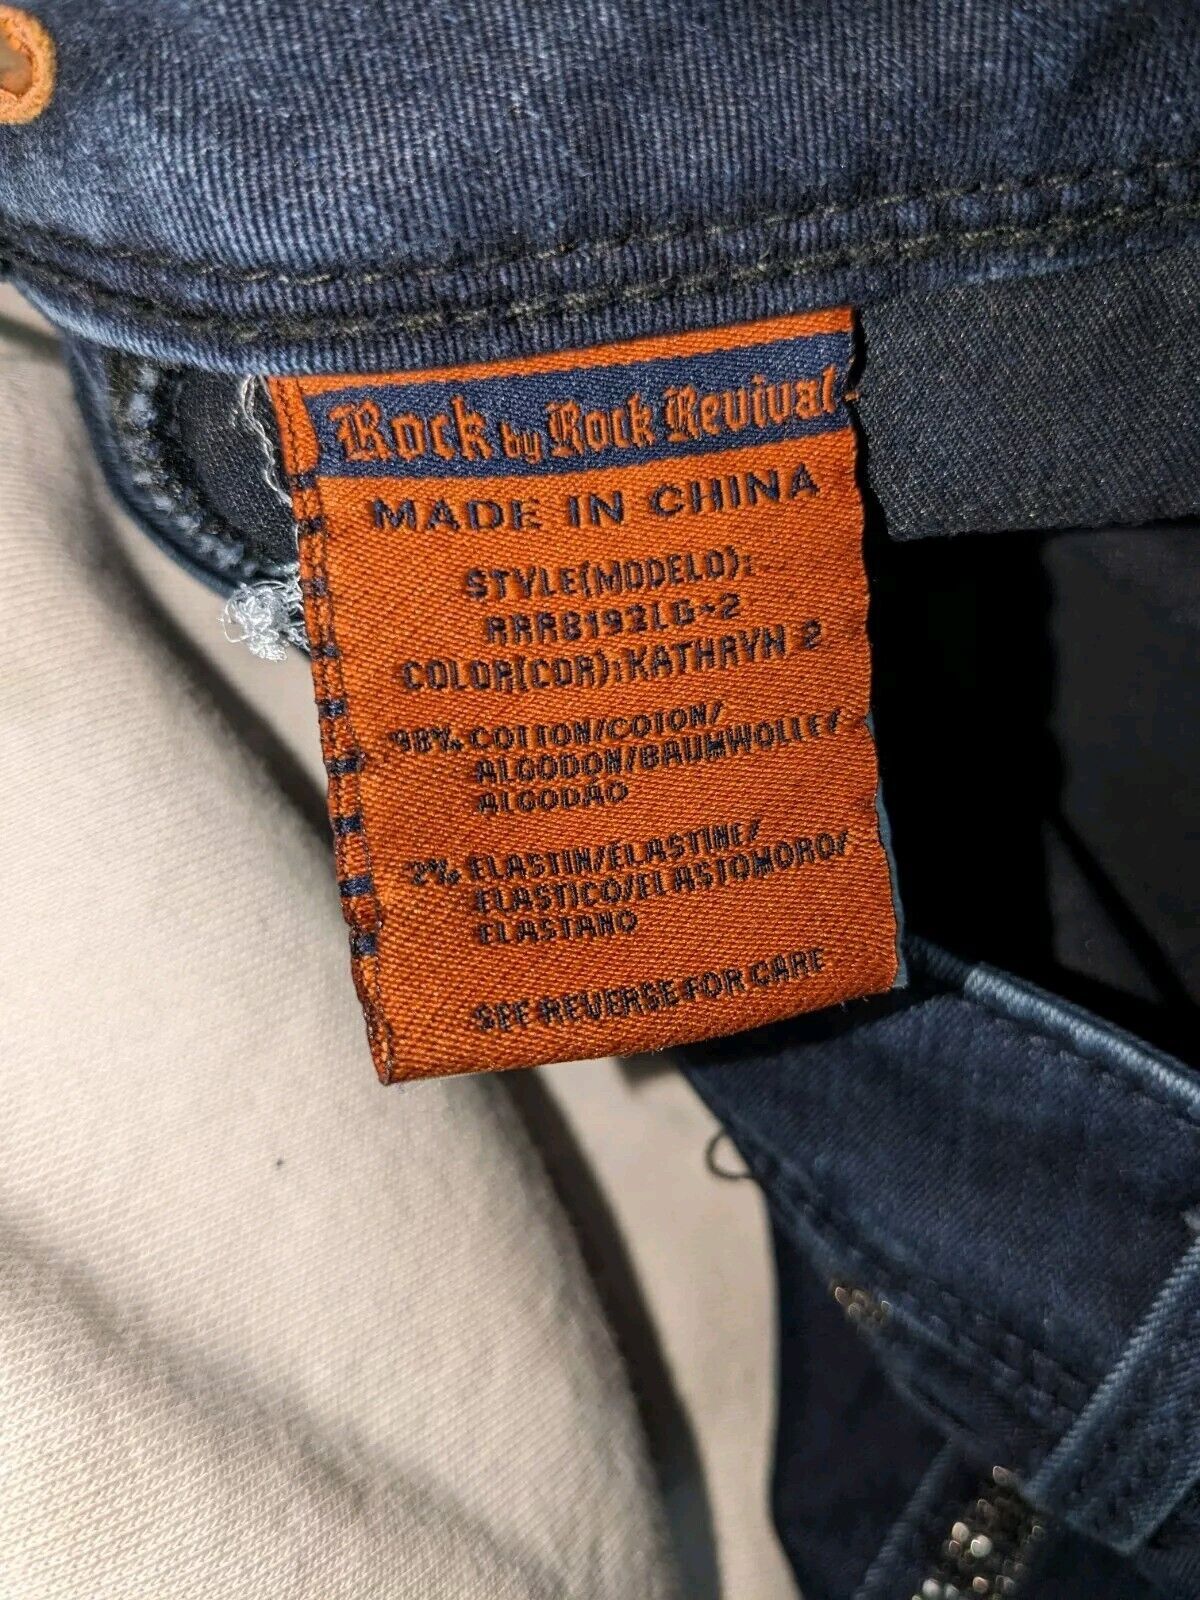 Rock by Rock Revival
MADE IN CHINA
STYLE(MODELO):
RRR8192LG-2
COLOR(COR):KATHRYN 2
98% COTTON/COTON/
ALGODON/BAUMWOLLE/
ALGODAO
2% ELASTIN/ELASTINE/
ELASTICO/ELASTOMORO/
ELASTANO
SEE REVERSE FOR CARE